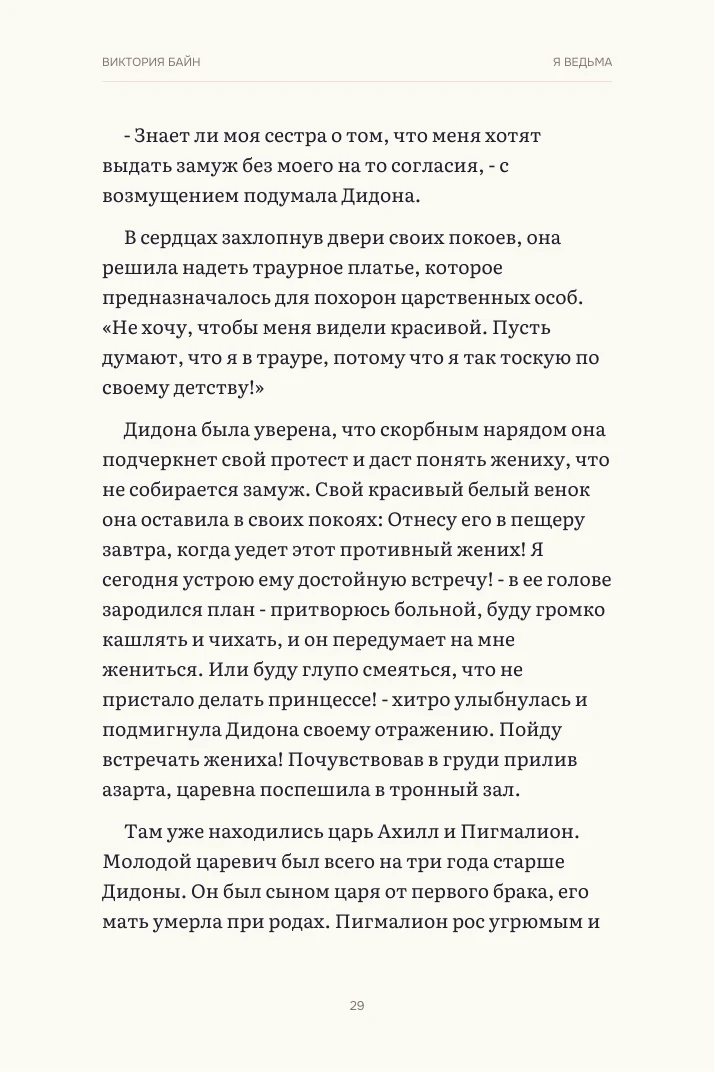 ВИКТОРИЯ БАЙН
Я ВЕДЬМА
- Знает ли моя сестра о том, что меня хотят
выдать замуж без моего на то согласия, - с
возмущением подумала Дидона.
В сердцах захлопнув двери своих покоев, она
решила надеть траурное платье, которое
предназначалось для похорон царственных особ.
«Не хочу, чтобы меня видели красивой. Пусть
думают, что я в трауре, потому что я так тоскую по
своему детству!»
Дидона была уверена, что скорбным нарядом она
подчеркнет свой протест и даст понять жениху, что
не собирается замуж. Свой красивый белый венок
она оставила в своих покоях: Отнесу его в пещеру
завтра, когда уедет этот противный жених! Я
сегодня устрою ему достойную встречу! - в ее голове
зародился план - притворюсь больной, буду громко
кашлять и чихать, и он передумает на мне
жениться. Или буду глупо смеяться, что не
пристало делать принцессе! - хитро улыбнулась и
подмигнула Дидона своему отражению. Пойду
встречать жениха! Почувствовав в груди прилив
азарта, царевна поспешила в тронный зал.
Там уже находились царь Ахилл и Пигмалион.
Молодой царевич был всего на три года старше
Дидоны. Он был сыном царя от первого брака, его
мать умерла при родах. Пигмалион рос угрюмым и
29